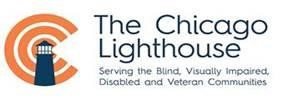 The Chicago
Lighthouse
Serving the Blind, Visually Impaired,
Disabled and Veteran Communities